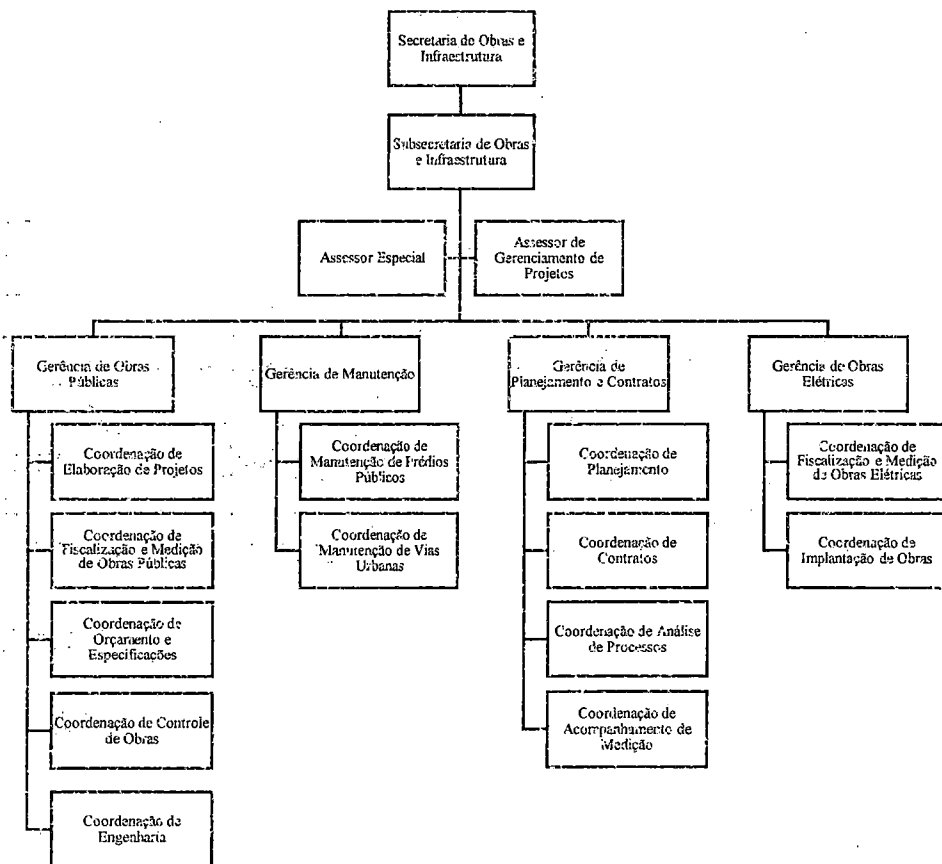 Secretaria de Obras e
Infraestrutura
Subsecretaria de Obras
e Infraestrutura
Assessor Especial
Assessor de
Gerenciamento de
Projetos
Gerência de Obras
Públicas
Gerência de Manutenção
Gerência de
Planejamento e Contratos
Gerência de Obras
Elétricas
Coordenação de
Elaboração de Projetos
Coordenação de
Fiscalização e Medição
de Obras Públicas
Coordenação de
Orçamento e
Especificações
Coordenação de Controle
de Obras
Coordenação de
Engenharia
Coordenação de
Manutenção de Prédios
Públicos
Coordenação de
Manutenção de Vias
Urbanas
Coordenação de
Planejamento
Coordenação de
Contratos
Coordenação de Análise
de Processos
Coordenação de
Acompanhamento de
Medição
Coordenação de
Fiscalização e Medição
de Obras Elétricas
Coordenação de
Implantação de Obras